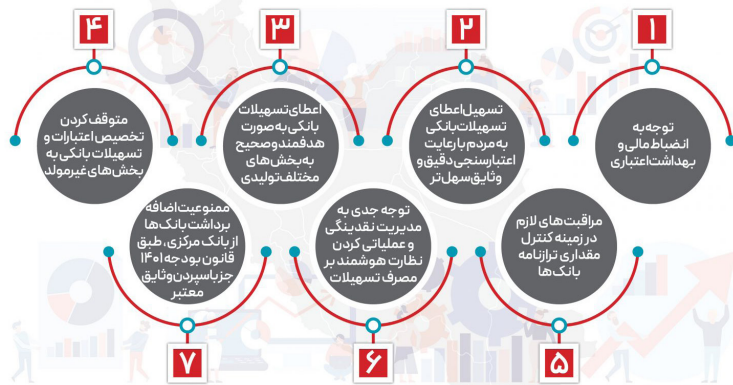 ۱
توجه به
انضباط مالی و
بهداشت اعتباری
۲
تسهیل اعطای
تسهیلات بانکی
به مردم با رعایت
اعتبارسنجی دقیق و
وثایق سهل‌تر
۳
اعطای تسهیلات
بانکی به صورت
هدفمند و صحیح
به بخش‌های
مختلف تولیدی
۴
متوقف کردن
تخصیص اعتبارات و
تسهیلات بانکی به
بخش‌های غیرمولد
مراقبت‌های لازم
در زمینه کنترل
مقداری ترازنامه
بانک‌ها
۵
توجه جدی به
مدیریت نقدینگی
و عملیاتی کردن
نظارت هوشمند بر
مصرف تسهیلات
۶
ممنوعیت اضافه
برداشت بانک‌ها
از بانک مرکزی، طبق
قانون بودجه ۱۴۰۱
جز با سپردن وثایق
معتبر
۷